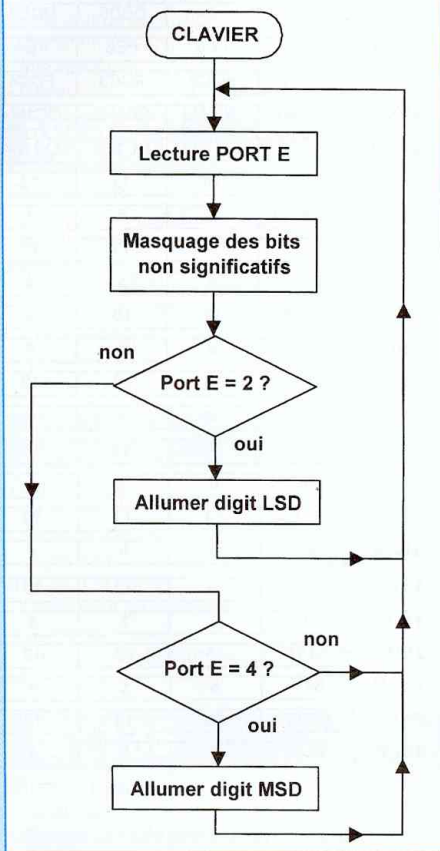 CLAVIER
Lecture PORT E
Masquage des bits
non significatifs
non
Port E = 2 ?
oui
Allumer digit LSD
non
Port E = 4 ?
oui
Allumer digit MSD